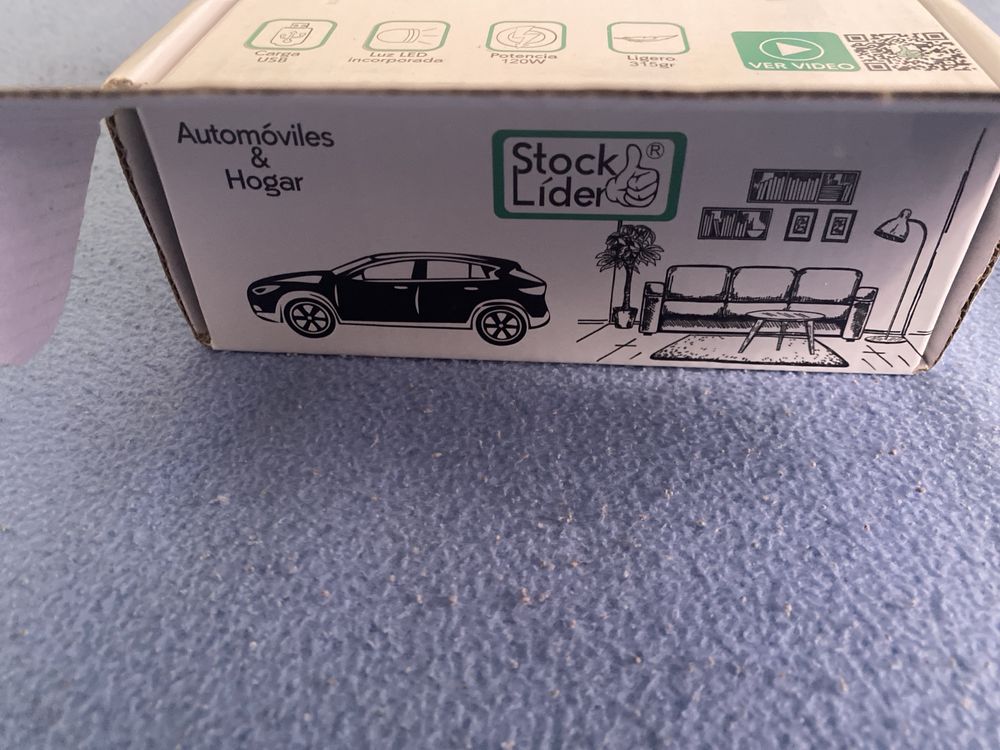 Carga
USB
Luz LED
incorporada
Potencia
120W
Ligero
315gr
VER VIDEO
Automóviles
&
Hogar
Stock
Líder
®